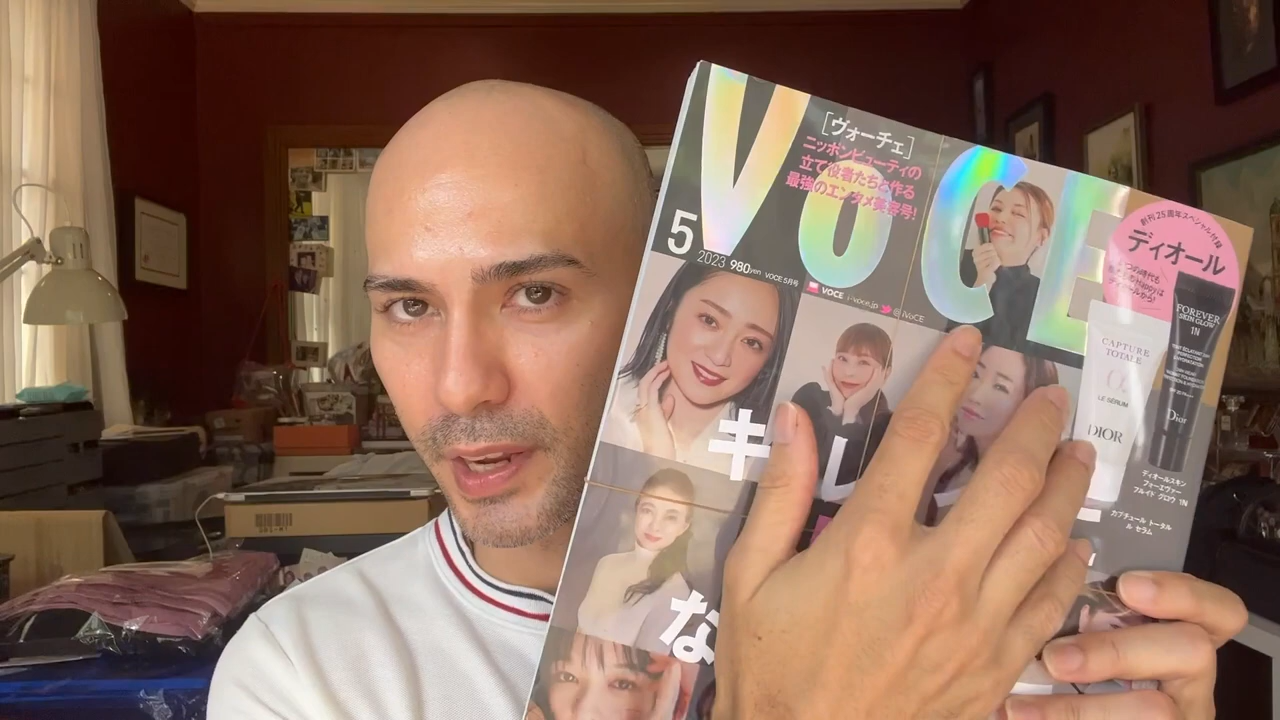 VOCE
[ヴォーチェ]
ニッポンビューティの
立て役者たちと作る
最強のエンタメ美容号!
5
2023 980yen VOCE 5月号
VOCE i-voce.jp @iVoCE
創刊25周年スペシャル付録
ディオール
キレ
な
CAPTURE
TOTALE
LE SÉRUM
DIOR
FOREVER
SKIN GLOW
1N
Dior
ディオールスキン
フォーエヴァー
フルイド グロウ 1N
カプチュール トータル
ル セラム